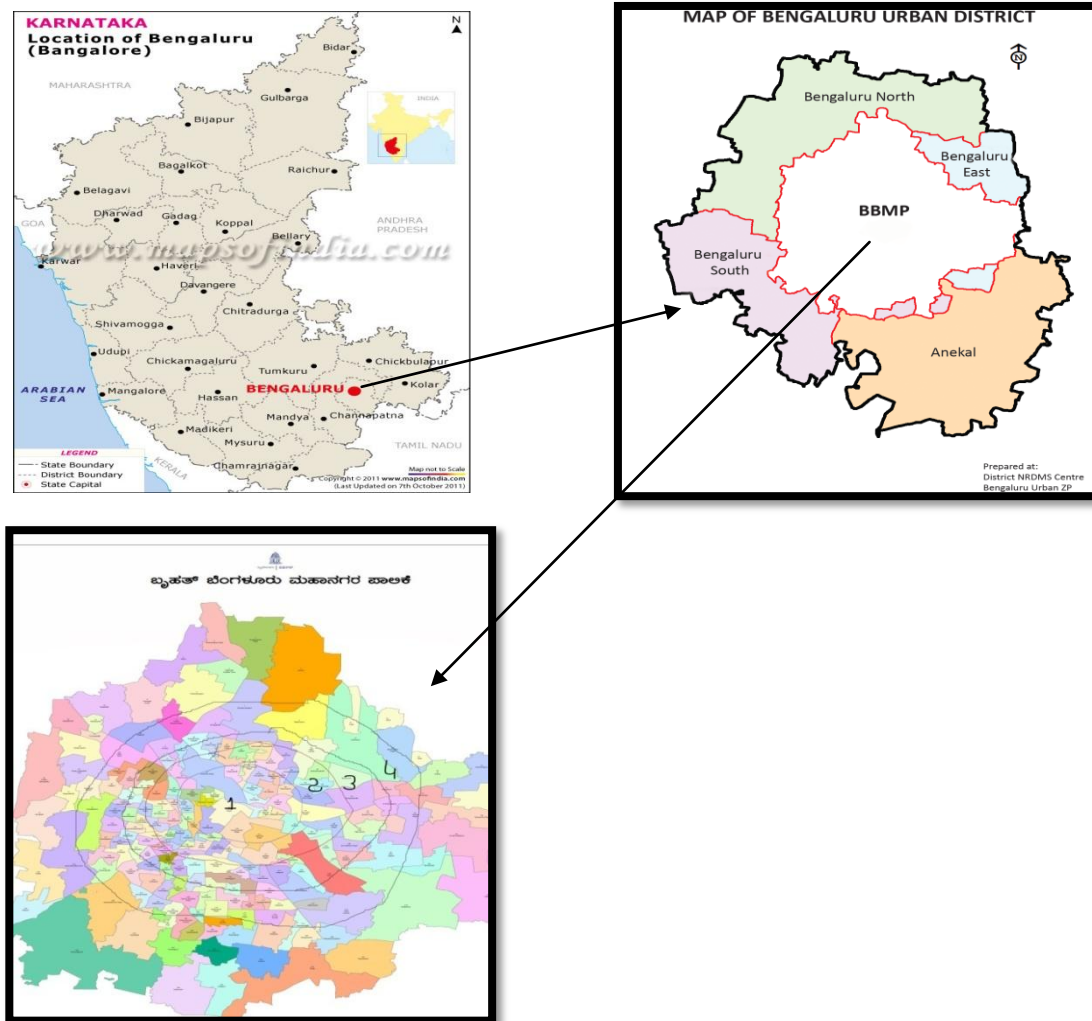 KARNATAKA
Location of Bengaluru
(Bangalore)
N
Bidar
MAHARASHTRA
Gulbarga
INDIA
Bijapur
Bagalkot
Raichur
Belagavi
Dharwad
Gadag
Koppal
GOA
ANDHRA
PRADESH
Bellary
www.mapsofindia.com
Karwar
Haveri
Davangere
Chitradurga
Shivamogga
Udupi
Chickamagaluru
Tumkuru
Chickbulapur
ARABIAN
SEA
Mangalore
Hassan
BENGALURU
Kolar
Mandya
Channapatna
Madikeri
Mysuru
TAMIL NADU
KERALA
Chamrajnagar
LEGEND
State Boundary
District Boundary
State Capital
Map not to Scale
Copyright © 2011 www.mapsofindia.com
(Last Updated on 7th October 2011)
MAP OF BENGALURU URBAN DISTRICT
N
Bengaluru North
Bengaluru
East
BBMP
Bengaluru
South
Anekal
Prepared at:
District NRDMS Centre
Bengaluru Urban ZP
ಬೃಹತ್ ಬೆಂಗಳೂರು ಮಹಾನಗರ ಪಾಲಿಕೆ
1
2
3
4